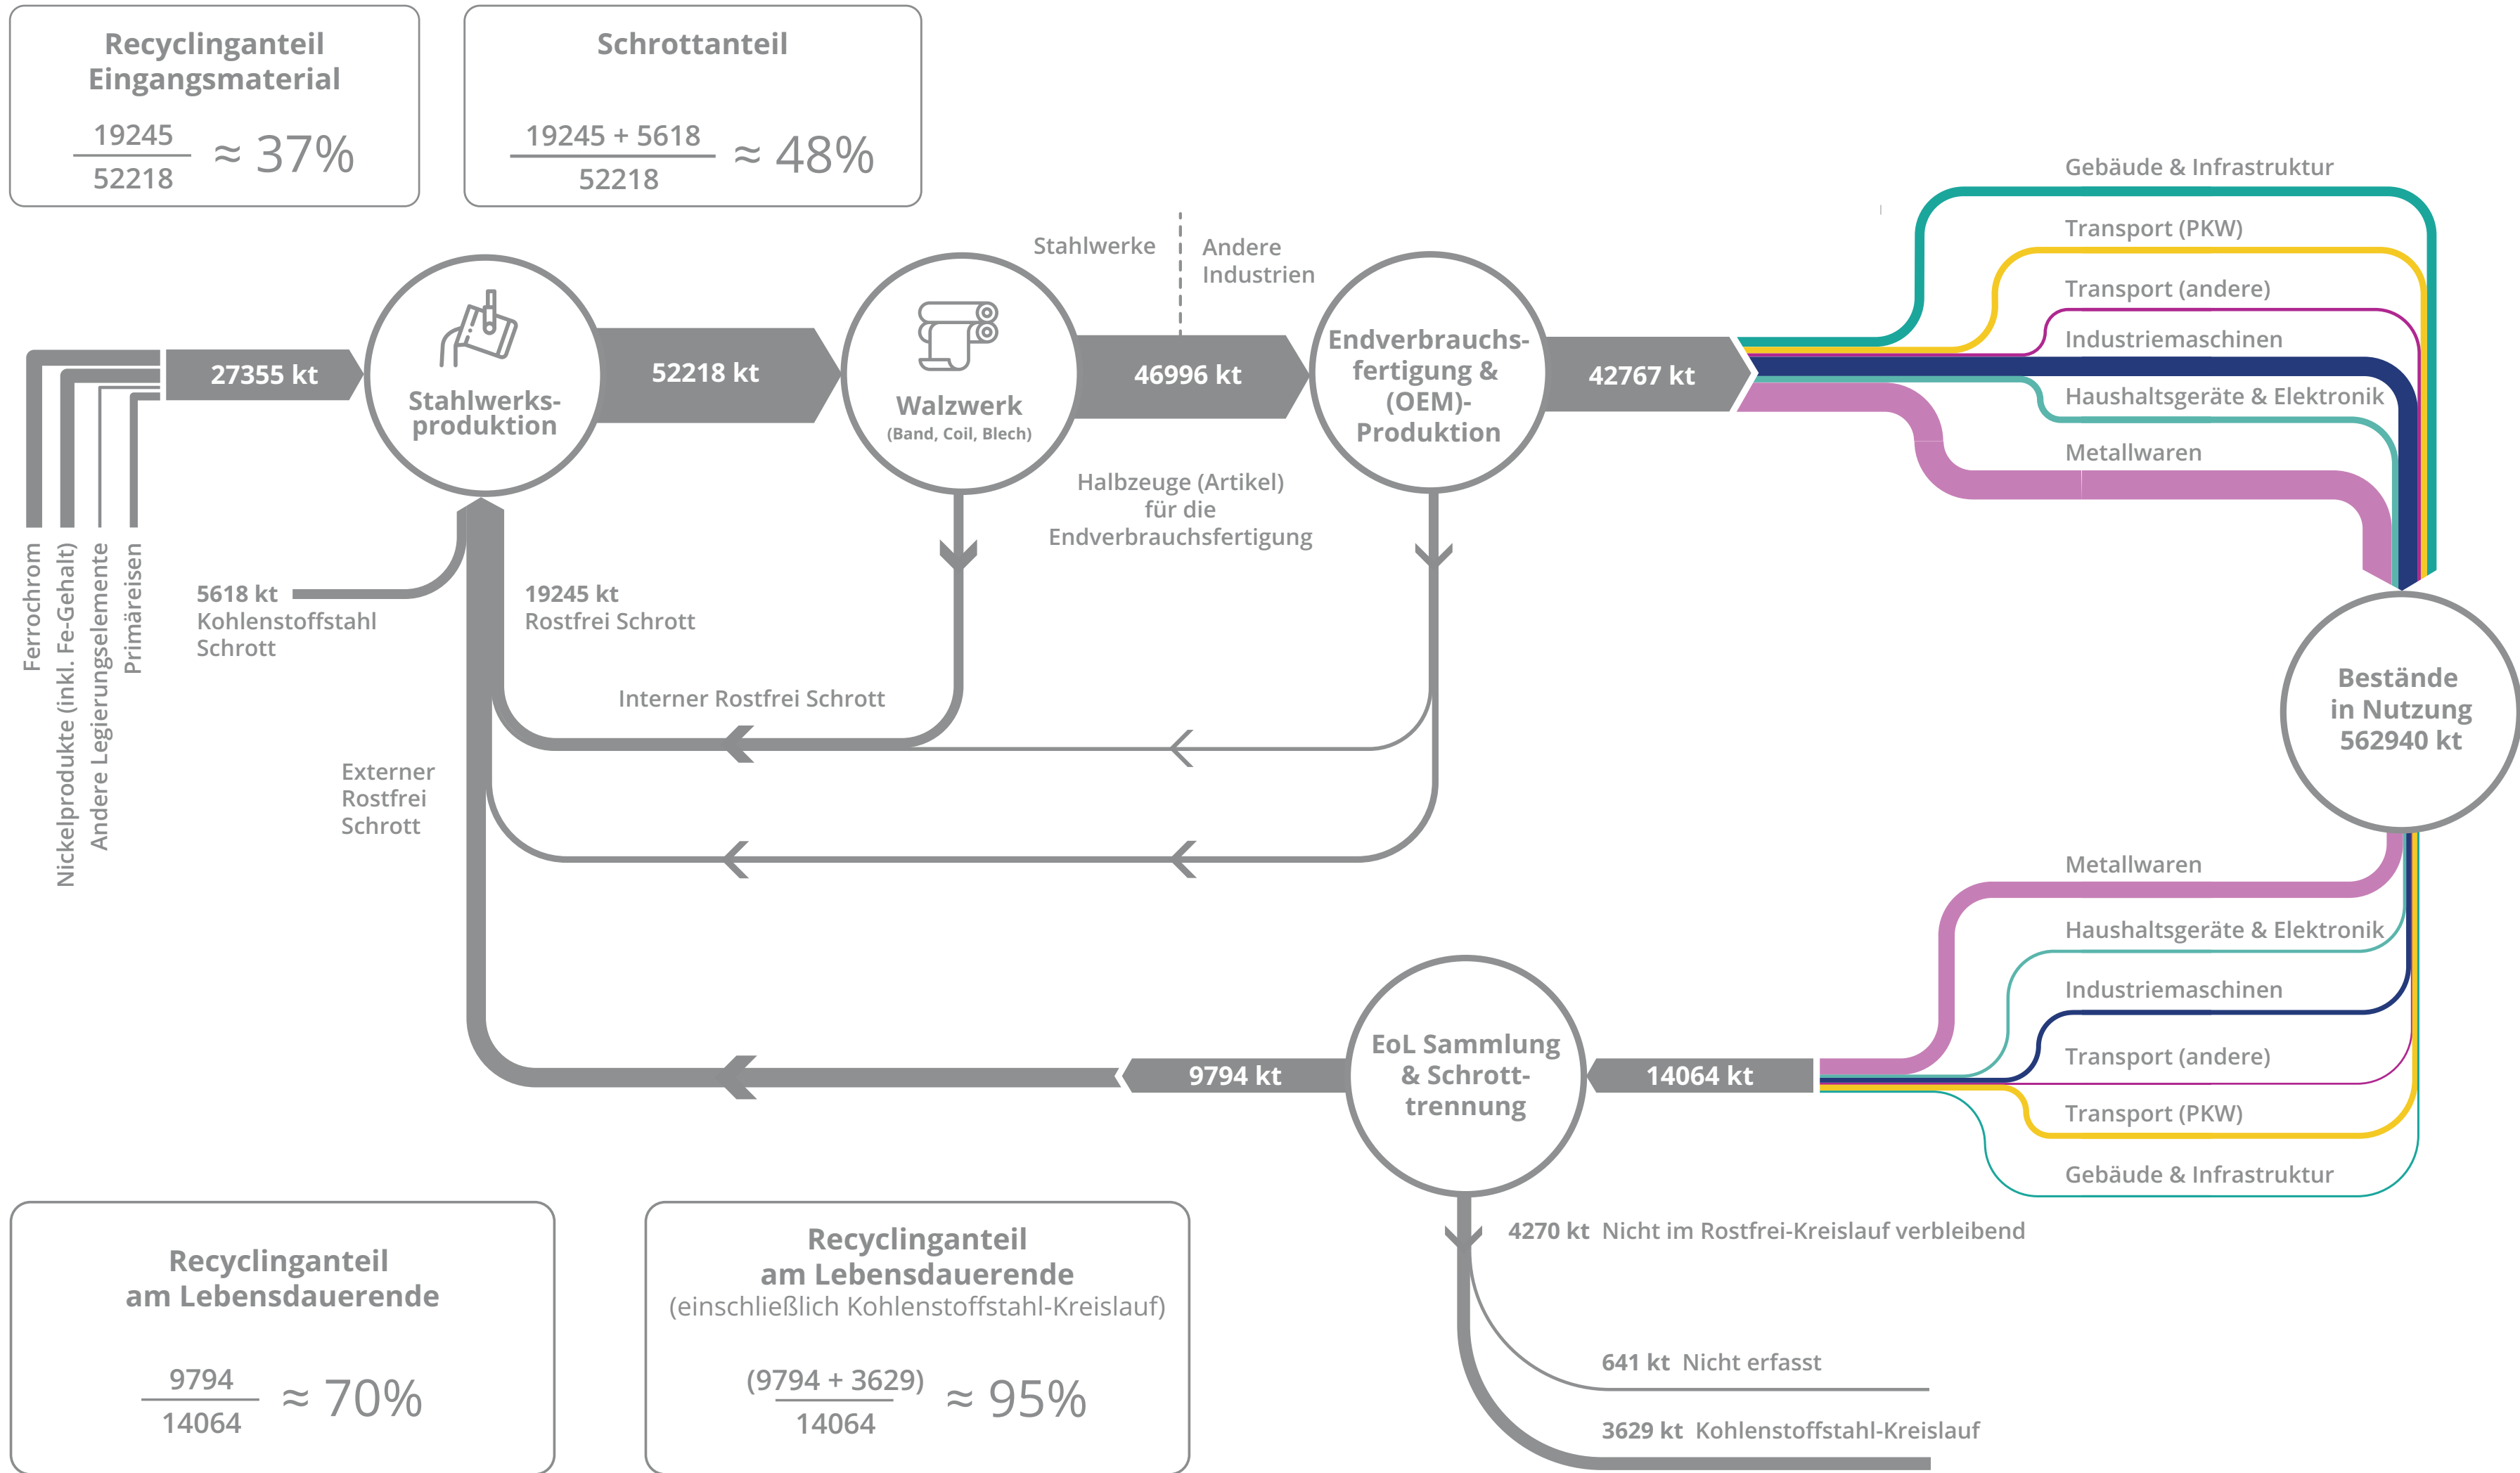 Recyclinganteil
Eingangsmaterial
19245
52218
≈ 37%
Schrottanteil
19245 + 5618
52218
≈ 48%
Stahlwerke
Andere
Industrien
27355 kt
Stahlwerks-
produktion
52218 kt
Walzwerk
(Band, Coil, Blech)
46996 kt
Endverbrauchs-
fertigung &
(OEM)-
Produktion
42767 kt
Gebäude & Infrastruktur
Transport (PKW)
Transport (andere)
Industriemaschinen
Haushaltsgeräte & Elektronik
Metallwaren
Halbzeuge (Artikel)
für die
Endverbrauchsfertigung
Ferrochrom
Nickelprodukte (inkl. Fe-Gehalt)
Andere Legierungselemente
Primäreisen
5618 kt
Kohlenstoffstahl
Schrott
19245 kt
Rostfrei Schrott
Interner Rostfrei Schrott
Externer
Rostfrei
Schrott
Bestände
in Nutzung
562940 kt
Metallwaren
Haushaltsgeräte & Elektronik
Industriemaschinen
Transport (andere)
Transport (PKW)
Gebäude & Infrastruktur
14064 kt
EoL Sammlung
& Schrott-
trennung
9794 kt
4270 kt Nicht im Rostfrei-Kreislauf verbleibend
641 kt Nicht erfasst
3629 kt Kohlenstoffstahl-Kreislauf
Recyclinganteil
am Lebensdauerende
9794
14064
≈ 70%
Recyclinganteil
am Lebensdauerende
(einschließlich Kohlenstoffstahl-Kreislauf)
(9794 + 3629)
14064
≈ 95%